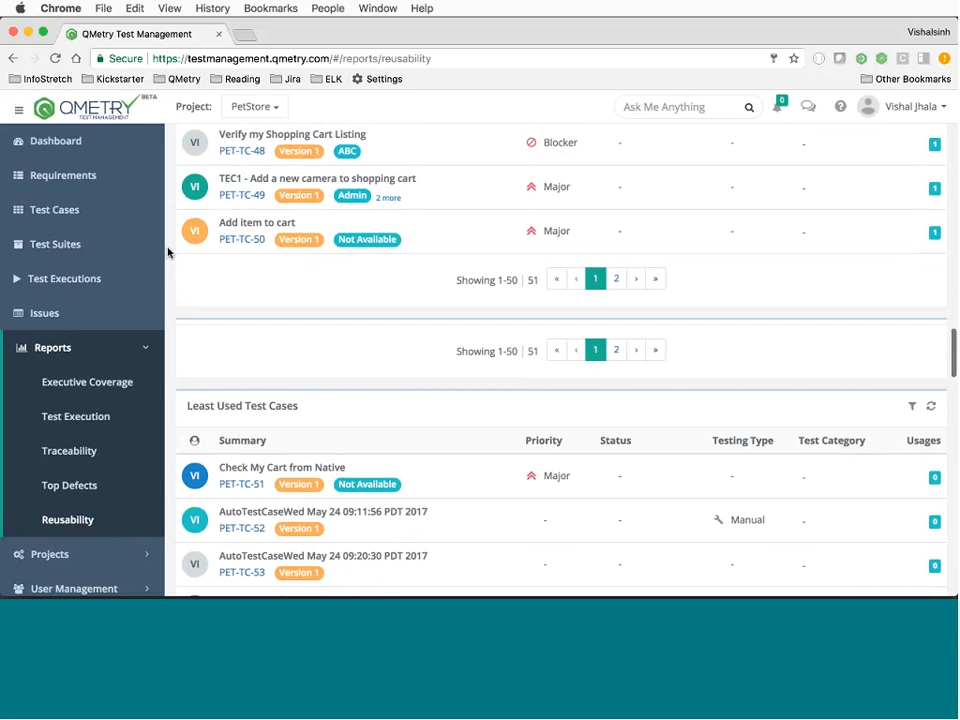 Chrome File Edit View History Bookmarks People Window Help
QMetry Test Management × Vishalsinh
Secure https://testmanagement.qmetry.com/#/reports/reusability
InfoStretch Kickstarter QMetry Reading Jira ELK Settings Other Bookmarks
QMETRY BETA Project: PetStore Ask Me Anything 0 Vishal Jhala
TEST MANAGEMENT
Dashboard
Requirements
Test Cases
Test Suites
Test Executions
Issues
Reports
Executive Coverage
Test Execution
Traceability
Top Defects
Reusability
Projects
User Management
VI Verify my Shopping Cart Listing Blocker - - - 1
PET-TC-48 Version 1 ABC
VI TEC1 - Add a new camera to shopping cart Major - - - 1
PET-TC-49 Version 1 Admin 2 more
VI Add item to cart Major - - - 1
PET-TC-50 Version 1 Not Available
Showing 1-50 | 51 « ‹ 1 2 › »
Showing 1-50 | 51 « ‹ 1 2 › »
Least Used Test Cases
Summary Priority Status Testing Type Test Category Usages
VI Check My Cart from Native Major - - - 0
PET-TC-51 Version 1 Not Available
VI AutoTestCaseWed May 24 09:11:56 PDT 2017 - - Manual - 0
PET-TC-52 Version 1
VI AutoTestCaseWed May 24 09:20:30 PDT 2017 - - - - 0
PET-TC-53 Version 1